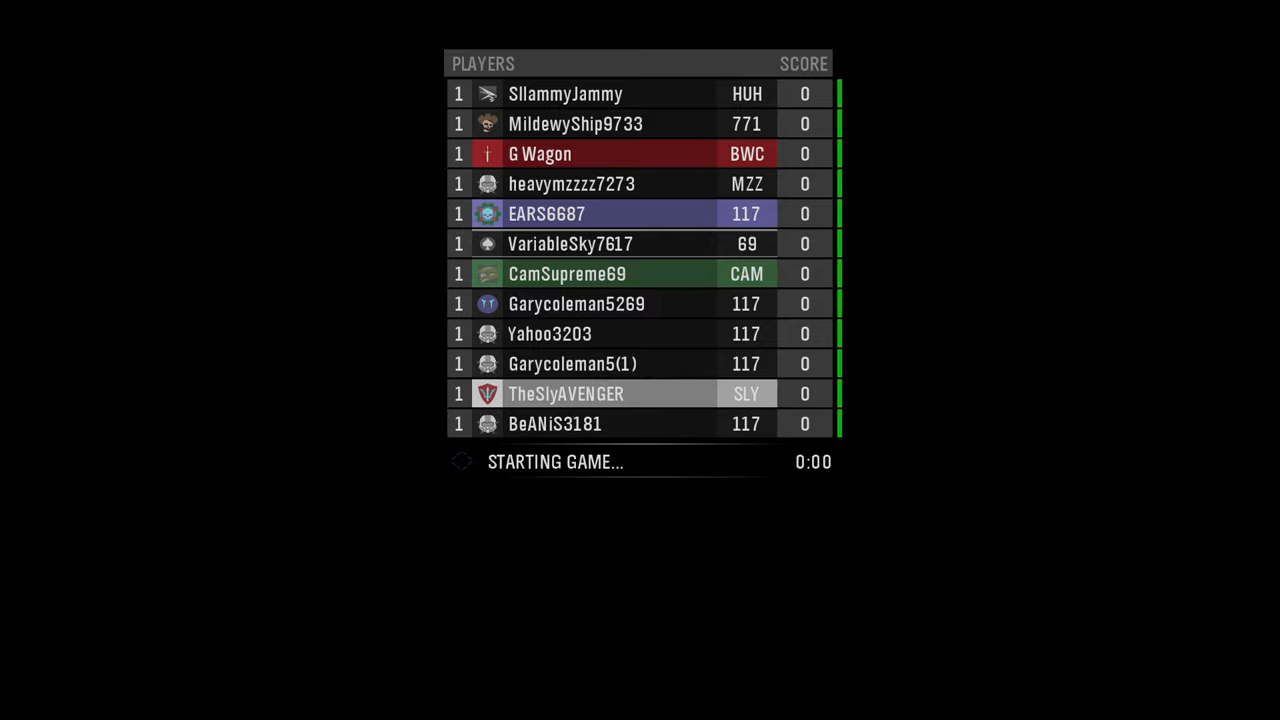 PLAYERS SCORE
1 SllammyJammy HUH 0
1 MildewyShip9733 771 0
1 G Wagon BWC 0
1 heavymzzzz7273 MZZ 0
1 EARS6687 117 0
1 VariableSky7617 69 0
1 CamSupreme69 CAM 0
1 Garycoleman5269 117 0
1 Yahoo3203 117 0
1 Garycoleman5(1) 117 0
1 TheSlyAVENGER SLY 0
1 BeANiS3181 117 0
STARTING GAME... 0:00